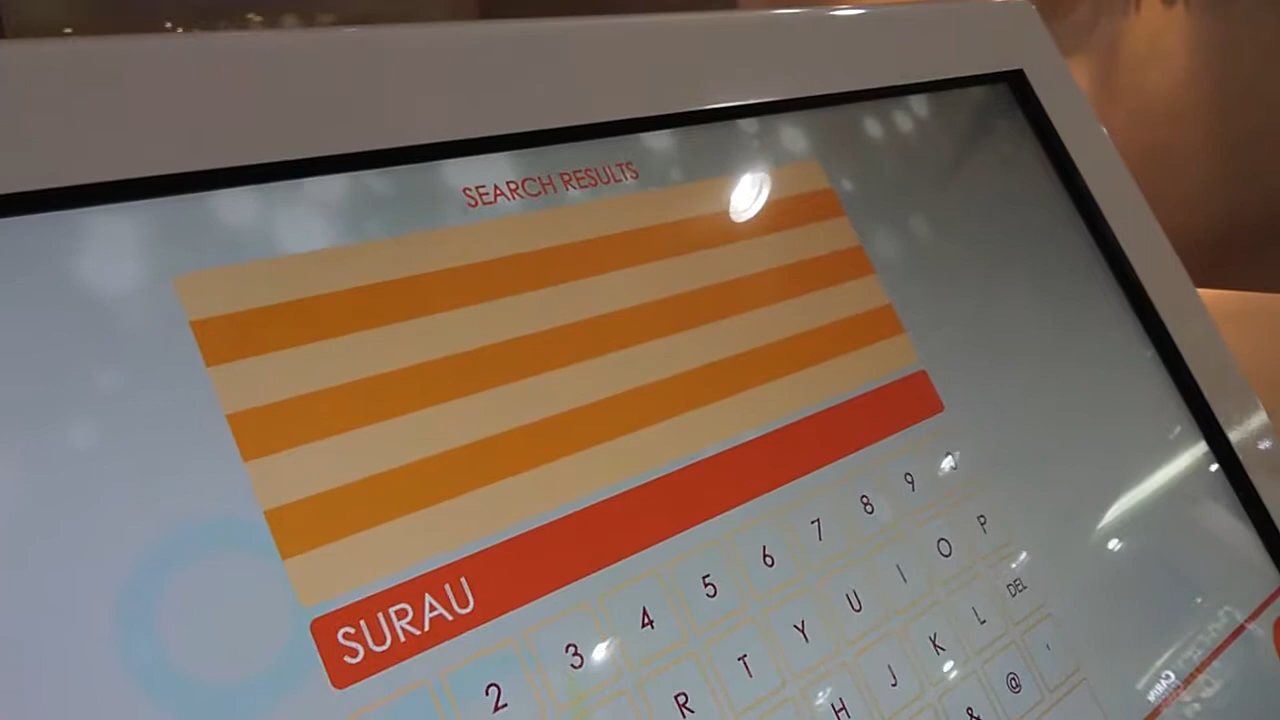 SEARCH RESULTS
SURAU
2 3 4 5 6 7 8 9
R T Y U I O P
H J K L DEL
& @ '